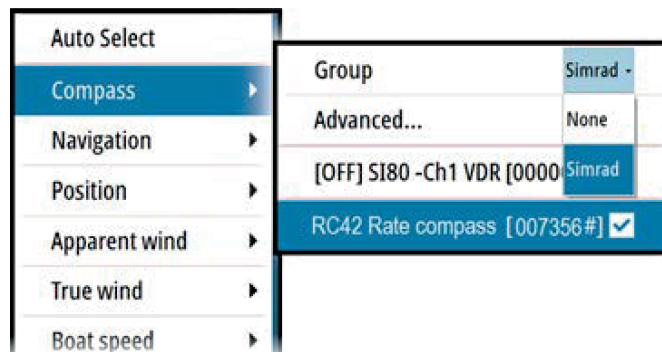 Auto Select
Compass
Navigation
Position
Apparent wind
True wind
Boat speed
Group
Simrad
Advanced...
None
[OFF] SI80 -Ch1 VDR [0000
Simrad
RC42 Rate compass [007356#]